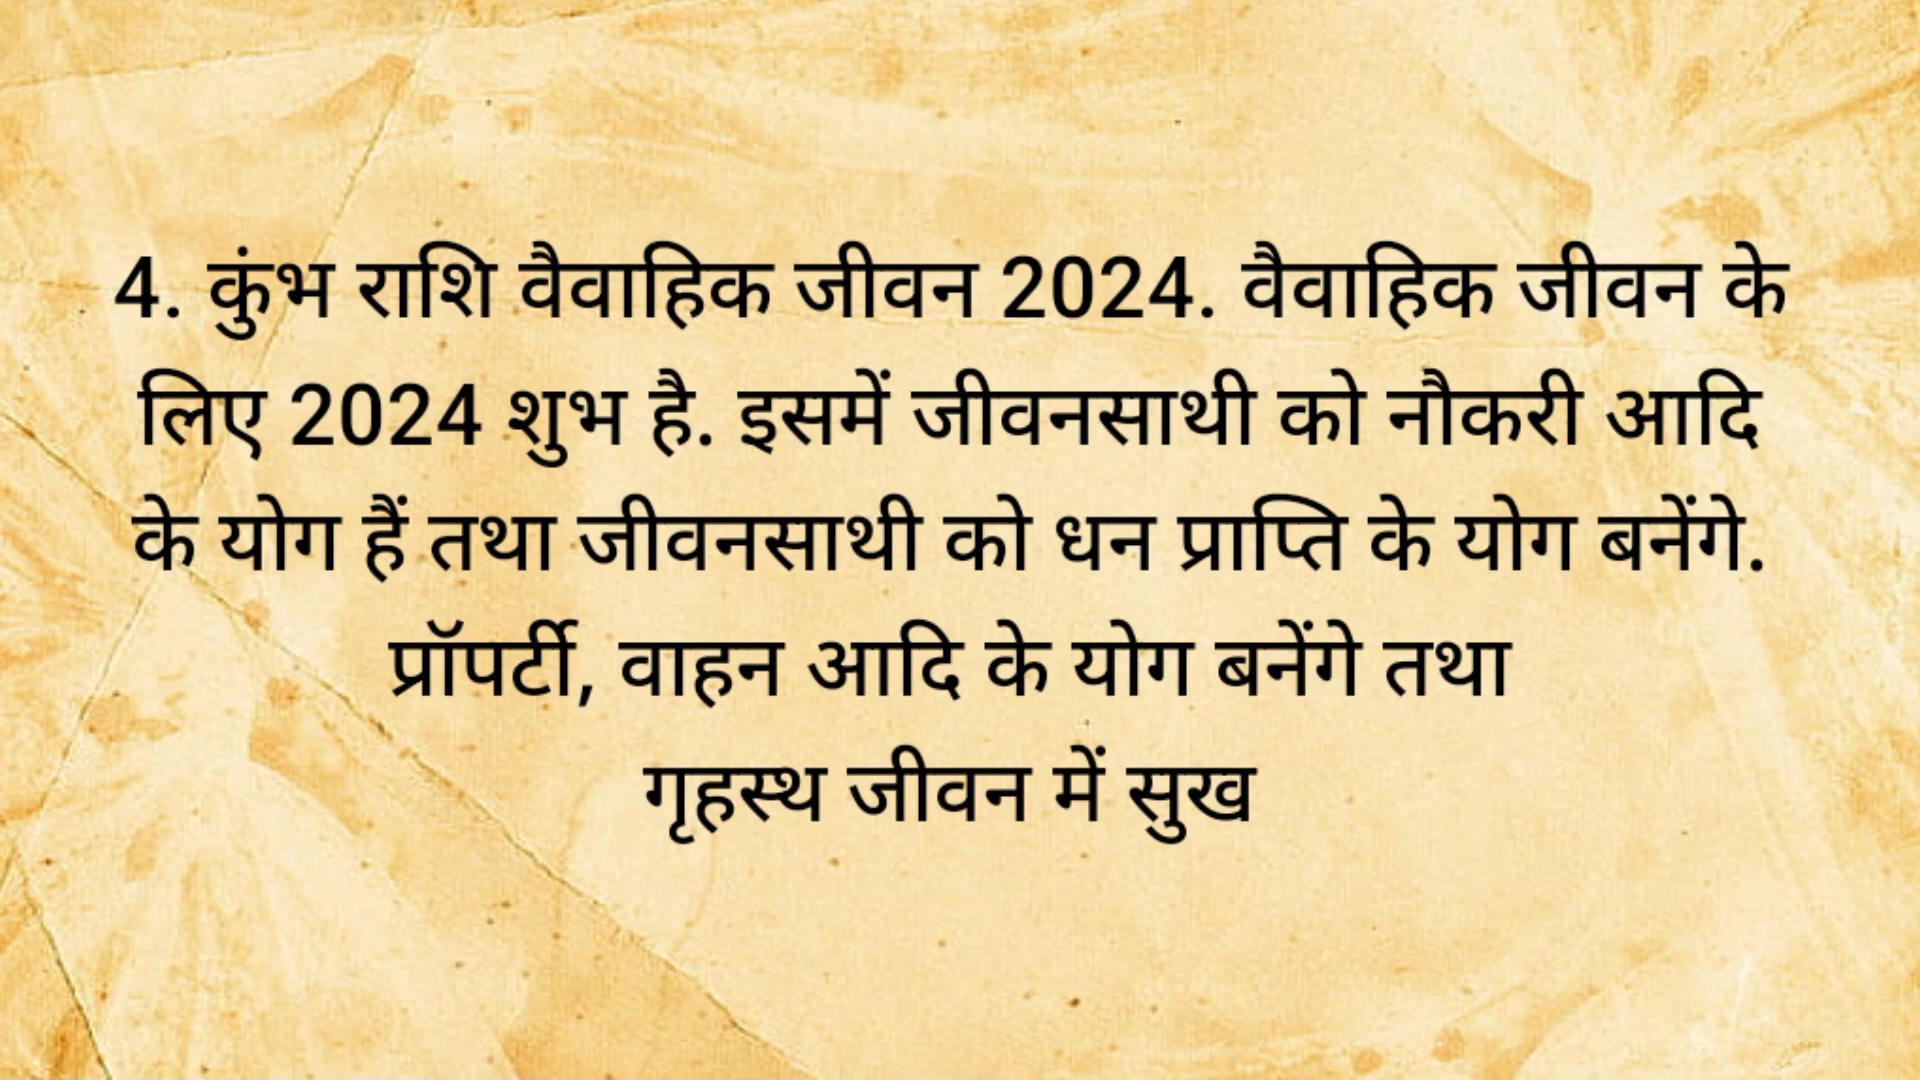 4. कुंभ राशि वैवाहिक जीवन 2024. वैवाहिक जीवन के
लिए 2024 शुभ है. इसमें जीवनसाथी को नौकरी आदि
के योग हैं तथा जीवनसाथी को धन प्राप्ति के योग बनेंगे.
प्रॉपर्टी, वाहन आदि के योग बनेंगे तथा
गृहस्थ जीवन में सुख